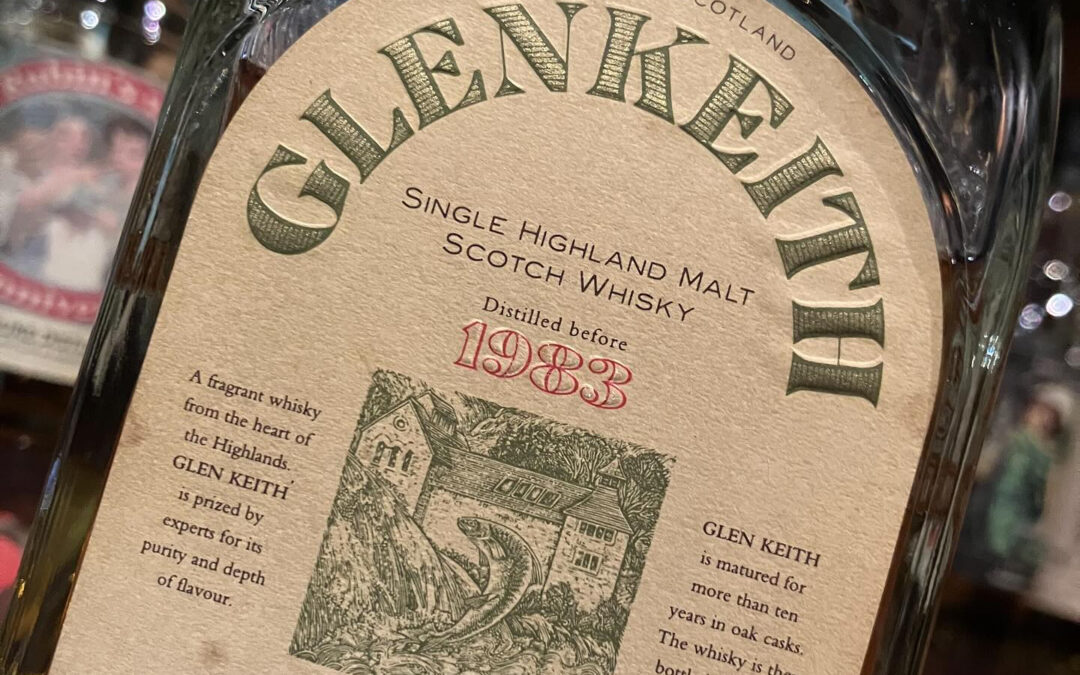 SCOTLAND
GLENKEITH
SINGLE HIGHLAND MALT
SCOTCH WHISKY
Distilled before
1983
A fragrant whisky
from the heart of
the Highlands.
GLEN KEITH
is prized by
experts for its
purity and depth
of flavour.
GLEN KEITH
is matured for
more than ten
years in oak casks.
The whisky is